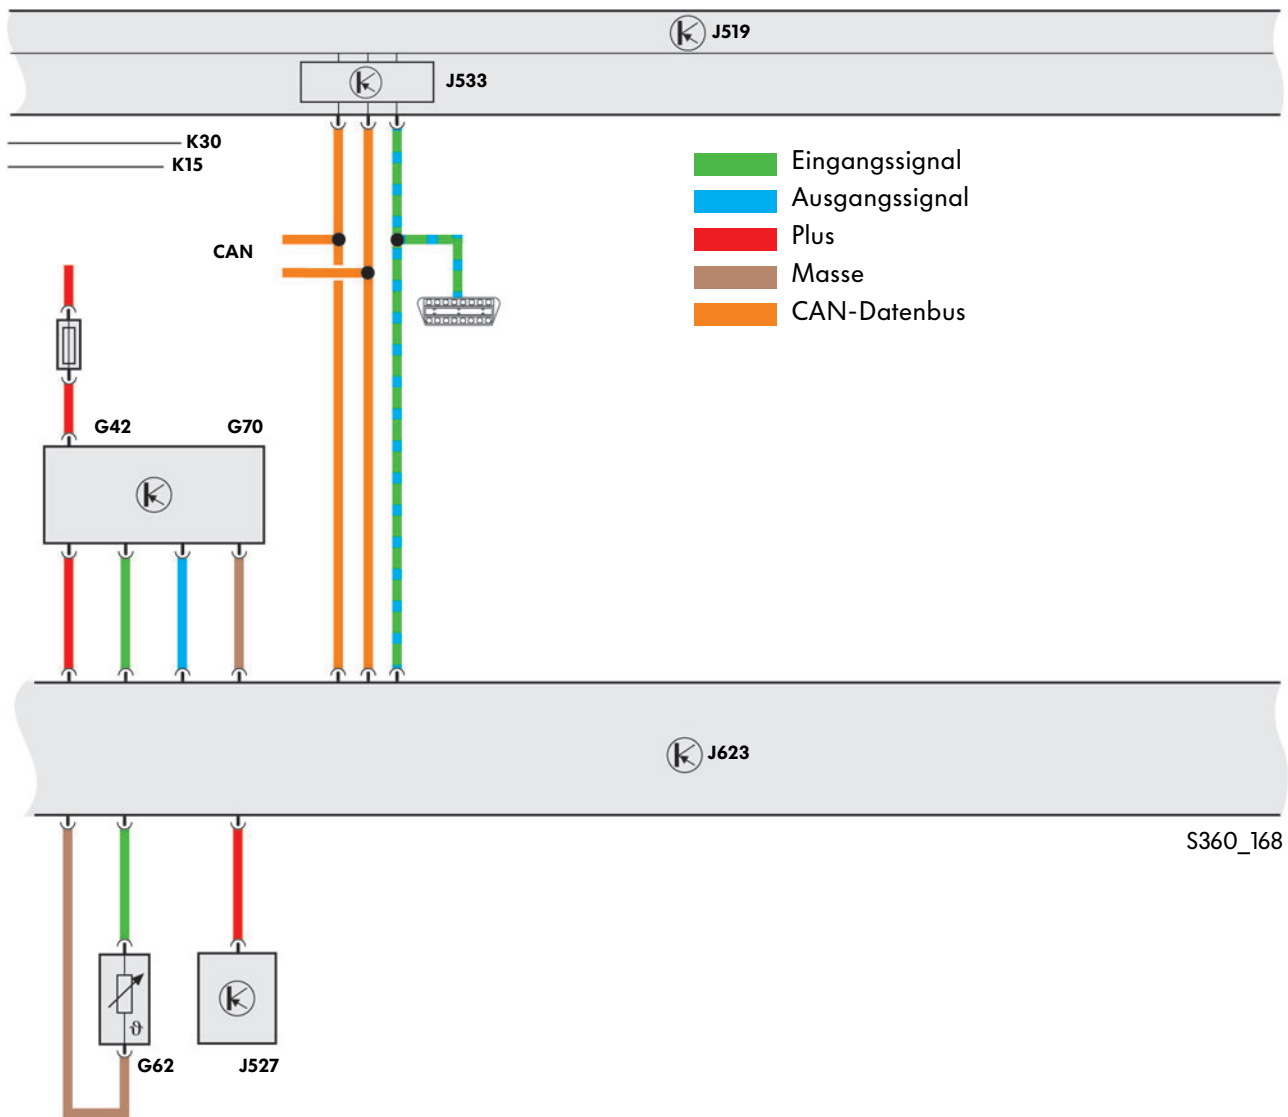 J519
J533
K30
K15
Eingangssignal
Ausgangssignal
Plus
Masse
CAN-Datenbus
CAN
G42
G70
J623
S360_168
ϑ
G62
J527